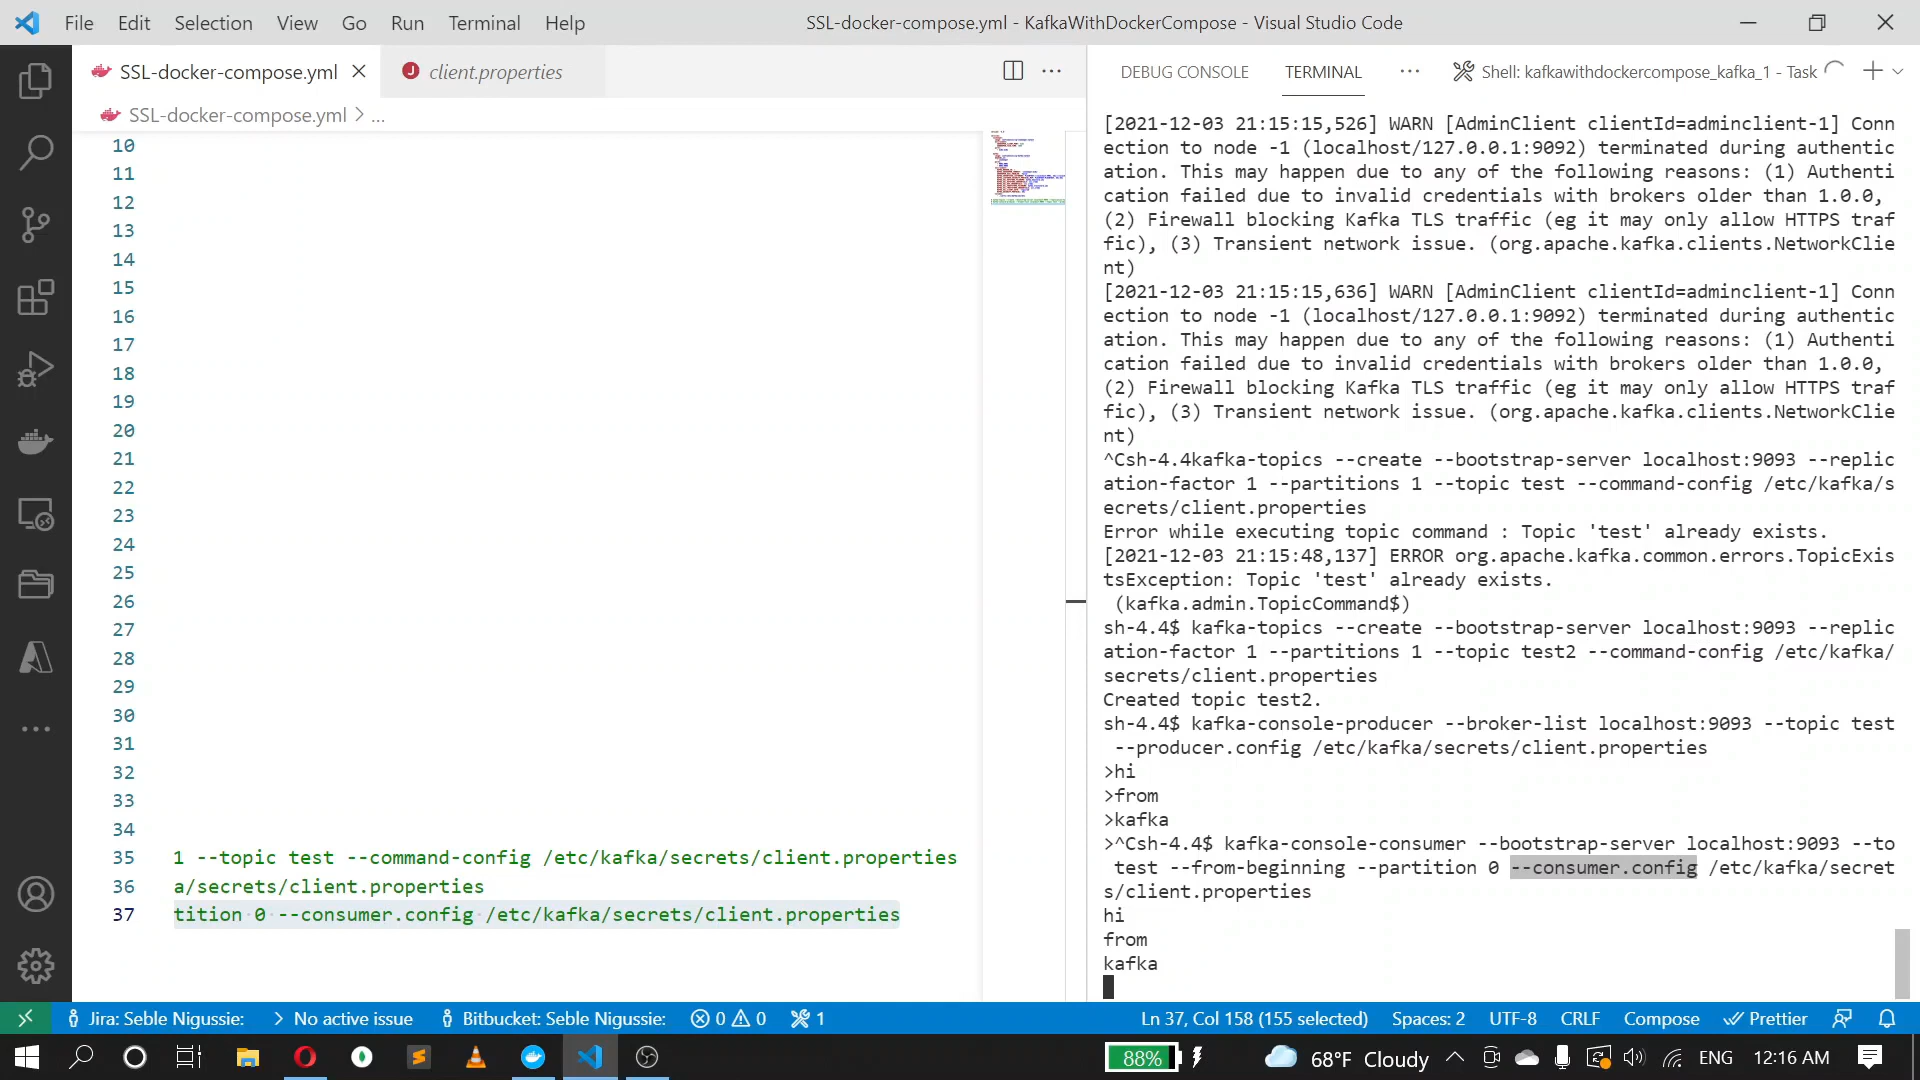 File Edit Selection View Go Run Terminal Help
SSL-docker-compose.yml - KafkaWithDockerCompose - Visual Studio Code
SSL-docker-compose.yml
client.properties
SSL-docker-compose.yml > ...
10
11
12
13
14
15
16
17
18
19
20
21
22
23
24
25
26
27
28
29
30
31
32
33
34
35 1 --topic test --command-config /etc/kafka/secrets/client.properties
36 a/secrets/client.properties
37 tition 0 --consumer.config /etc/kafka/secrets/client.properties
DEBUG CONSOLE TERMINAL ... Shell: kafkawithdockercompose_kafka_1 - Task
[2021-12-03 21:15:15,526] WARN [AdminClient clientId=adminclient-1] Conn
ection to node -1 (localhost/127.0.0.1:9092) terminated during authentic
ation. This may happen due to any of the following reasons: (1) Authenti
cation failed due to invalid credentials with brokers older than 1.0.0,
(2) Firewall blocking Kafka TLS traffic (eg it may only allow HTTPS traf
fic), (3) Transient network issue. (org.apache.kafka.clients.NetworkClie
nt)
[2021-12-03 21:15:15,636] WARN [AdminClient clientId=adminclient-1] Conn
ection to node -1 (localhost/127.0.0.1:9092) terminated during authentic
ation. This may happen due to any of the following reasons: (1) Authenti
cation failed due to invalid credentials with brokers older than 1.0.0,
(2) Firewall blocking Kafka TLS traffic (eg it may only allow HTTPS traf
fic), (3) Transient network issue. (org.apache.kafka.clients.NetworkClie
nt)
^Csh-4.4kafka-topics --create --bootstrap-server localhost:9093 --replic
ation-factor 1 --partitions 1 --topic test --command-config /etc/kafka/s
ecrets/client.properties
Error while executing topic command : Topic 'test' already exists.
[2021-12-03 21:15:48,137] ERROR org.apache.kafka.common.errors.TopicExis
tsException: Topic 'test' already exists.
(kafka.admin.TopicCommand$)
sh-4.4$ kafka-topics --create --bootstrap-server localhost:9093 --replic
ation-factor 1 --partitions 1 --topic test2 --command-config /etc/kafka/
secrets/client.properties
Created topic test2.
sh-4.4$ kafka-console-producer --broker-list localhost:9093 --topic test
--producer.config /etc/kafka/secrets/client.properties
>hi
>from
>kafka
>^Csh-4.4$ kafka-console-consumer --bootstrap-server localhost:9093 --to
test --from-beginning --partition 0 --consumer.config /etc/kafka/secret
s/client.properties
hi
from
kafka
Jira: Seble Nigussie: > No active issue Bitbucket: Seble Nigussie: 0 0 1
Ln 37, Col 158 (155 selected) Spaces: 2 UTF-8 CRLF Compose Prettier
88% 68°F Cloudy ENG 12:16 AM